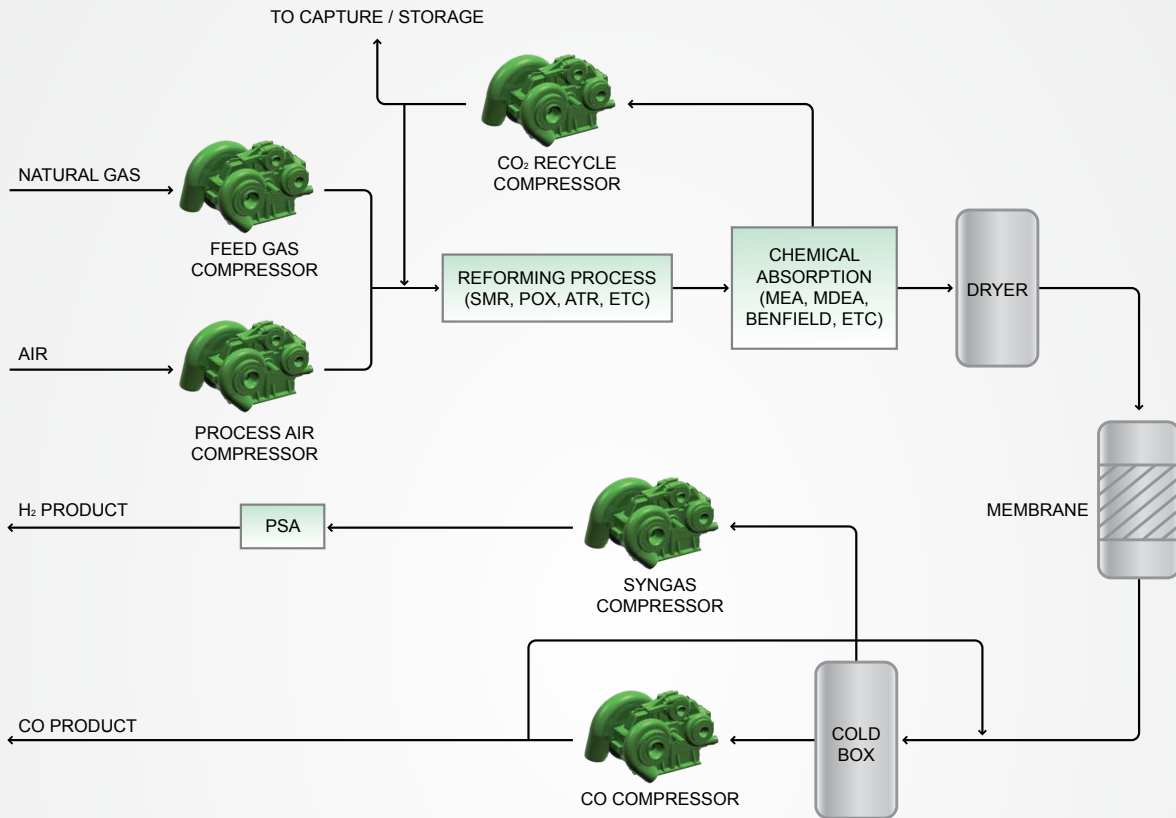 TO CAPTURE / STORAGE
CO₂ RECYCLE
COMPRESSOR
NATURAL GAS
FEED GAS
COMPRESSOR
REFORMING PROCESS
(SMR, POX, ATR, ETC)
CHEMICAL
ABSORPTION
(MEA, MDEA,
BENFIELD, ETC)
DRYER
AIR
PROCESS AIR
COMPRESSOR
H₂ PRODUCT
PSA
SYNGAS
COMPRESSOR
MEMBRANE
CO PRODUCT
CO COMPRESSOR
COLD
BOX